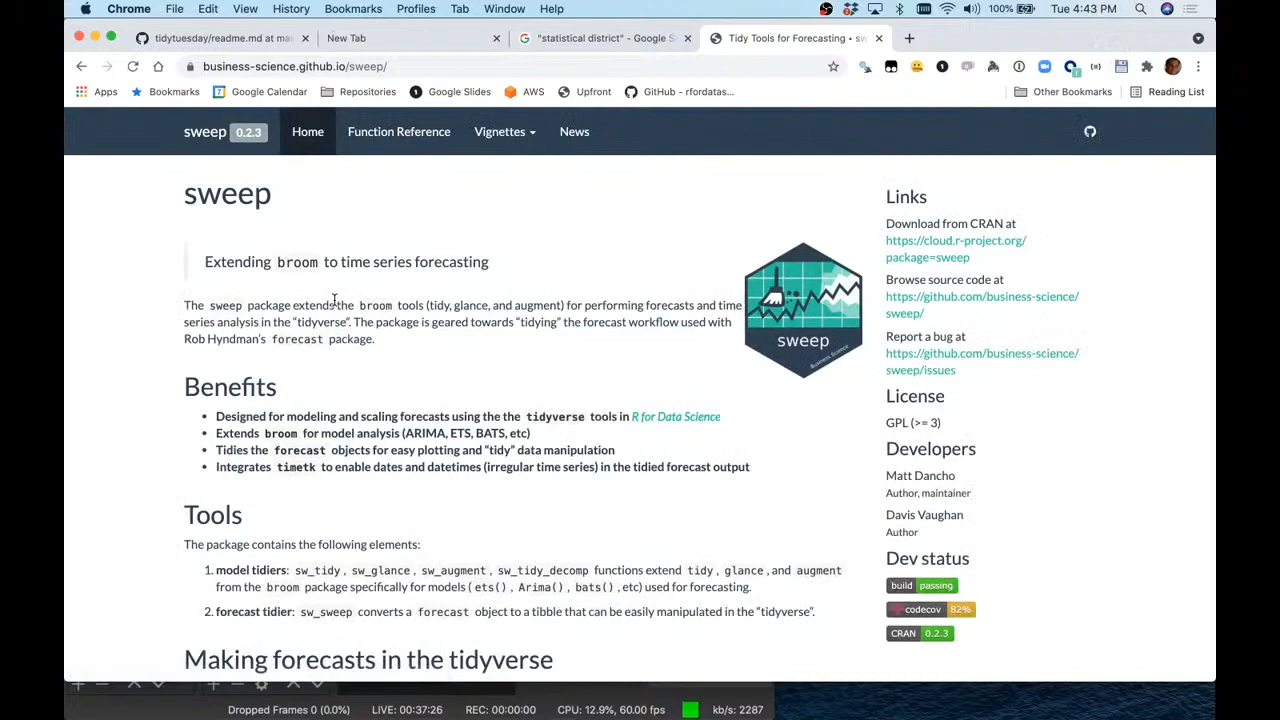 Chrome File Edit View History Bookmarks Profiles Tab Window Help 100% Tue 4:43 PM
tidytuesday/readme.md at mas New Tab "statistical district" - Google S Tidy Tools for Forecasting • sw
business-science.github.io/sweep/
Apps Bookmarks Google Calendar Repositories Google Slides AWS Upfront GitHub - rfordatas... Other Bookmarks Reading List
sweep 0.2.3 Home Function Reference Vignettes News
sweep
Extending broom to time series forecasting
The sweep package extends the broom tools (tidy, glance, and augment) for performing forecasts and time
series analysis in the "tidyverse". The package is geared towards "tidying" the forecast workflow used with
Rob Hyndman's forecast package.
sweep
Business Science
Benefits
• Designed for modeling and scaling forecasts using the the tidyverse tools in R for Data Science
• Extends broom for model analysis (ARIMA, ETS, BATS, etc)
• Tidies the forecast objects for easy plotting and "tidy" data manipulation
• Integrates timetk to enable dates and datetimes (irregular time series) in the tidied forecast output
Tools
The package contains the following elements:
1. model tidiers: sw_tidy, sw_glance, sw_augment, sw_tidy_decomp functions extend tidy, glance, and augment
from the broom package specifically for models (ets(), Arima(), bats(), etc) used for forecasting.
2. forecast tidier: sw_sweep converts a forecast object to a tibble that can be easily manipulated in the "tidyverse".
Making forecasts in the tidyverse
Links
Download from CRAN at
https://cloud.r-project.org/
package=sweep
Browse source code at
https://github.com/business-science/
sweep/
Report a bug at
https://github.com/business-science/
sweep/issues
License
GPL (>= 3)
Developers
Matt Dancho
Author, maintainer
Davis Vaughan
Author
Dev status
build passing
codecov 82%
CRAN 0.2.3
Dropped Frames 0 (0.0%) LIVE: 00:37:26 REC: 00:00:00 CPU: 12.9%, 60.00 fps kb/s: 2287